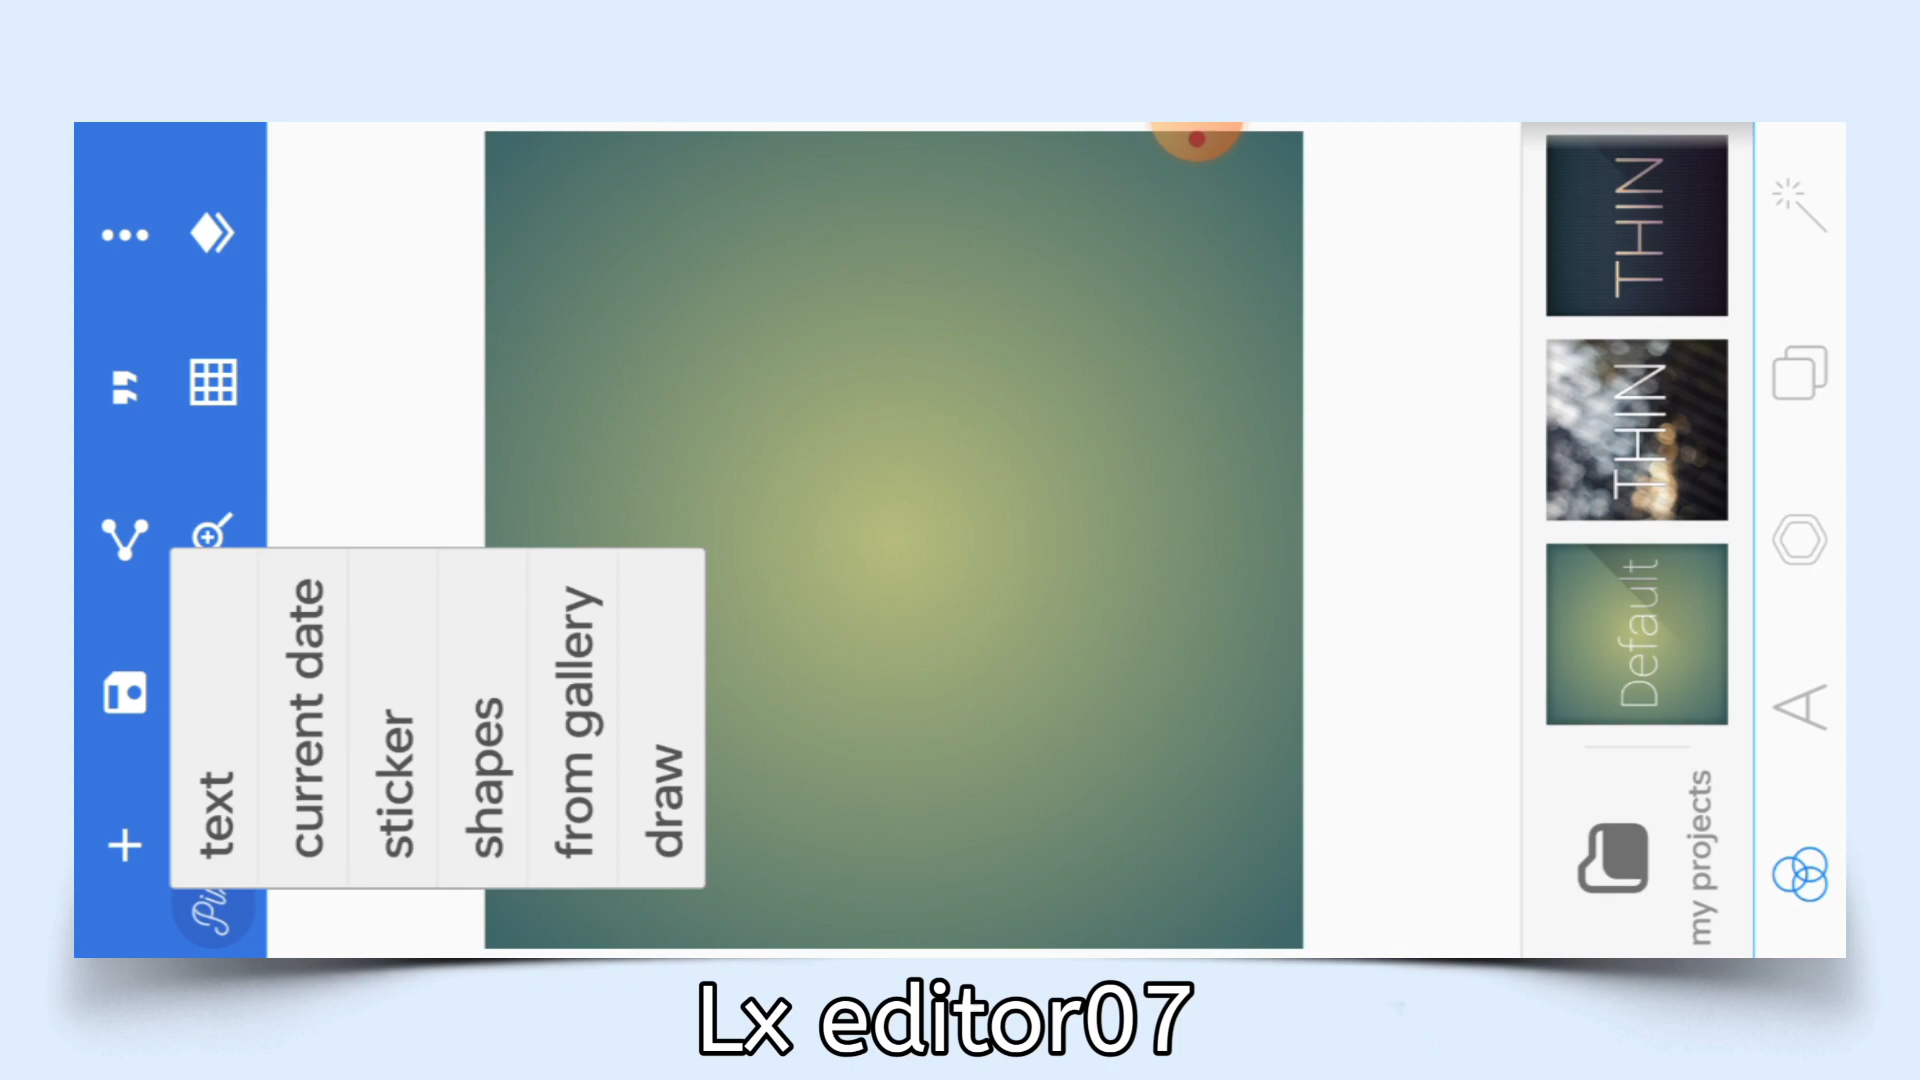 text
current date
sticker
shapes
from gallery
draw
my projects
Default
THIN
THIN
Lx editor07